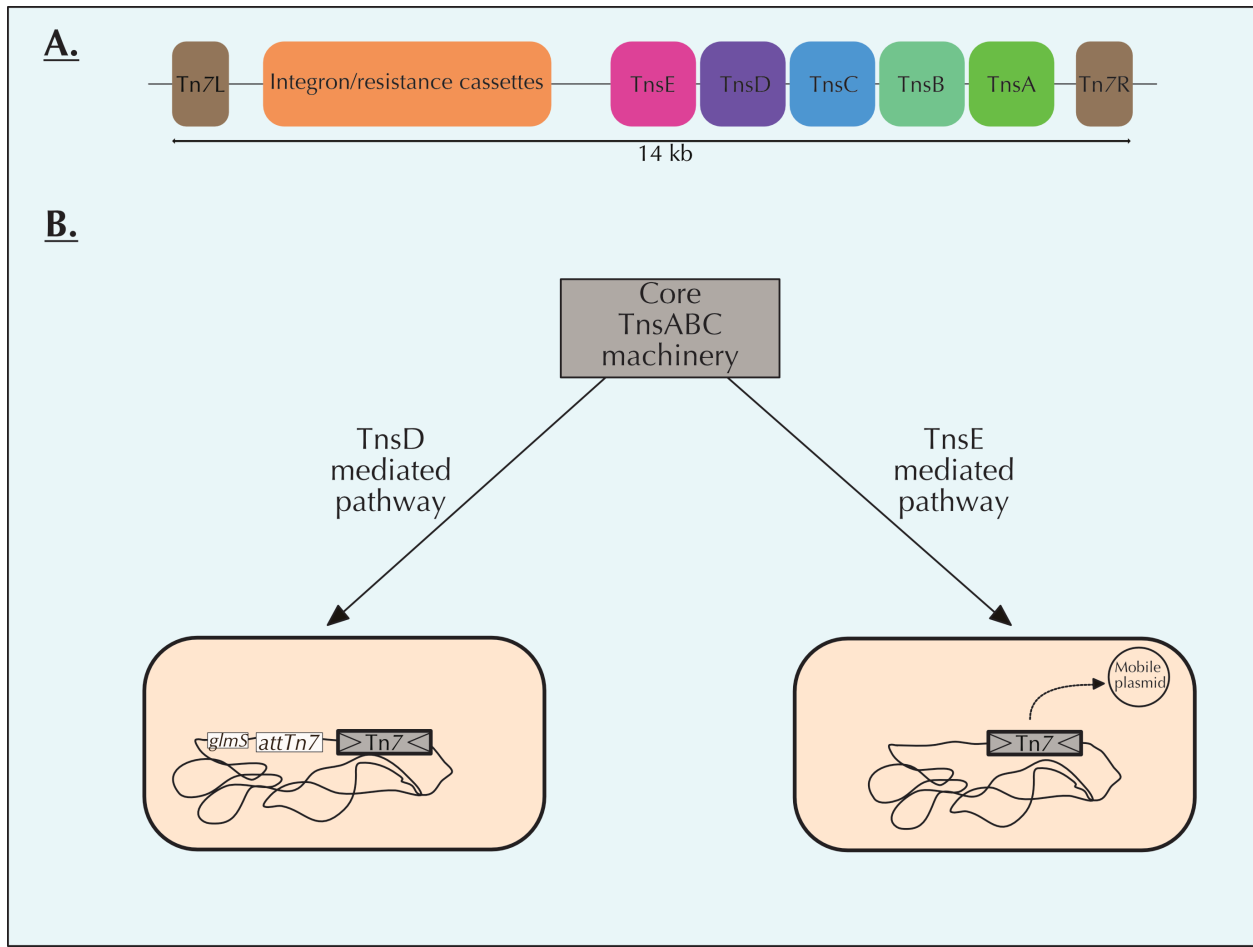 A.
Tn7L Integron/resistance cassettes TnsE TnsD TnsC TnsB TnsA Tn7R
14 kb
B.
Core
TnsABC
machinery
TnsD
mediated
pathway
TnsE
mediated
pathway
glmS attTn7 >Tn7<
Mobile
plasmid
>Tn7<